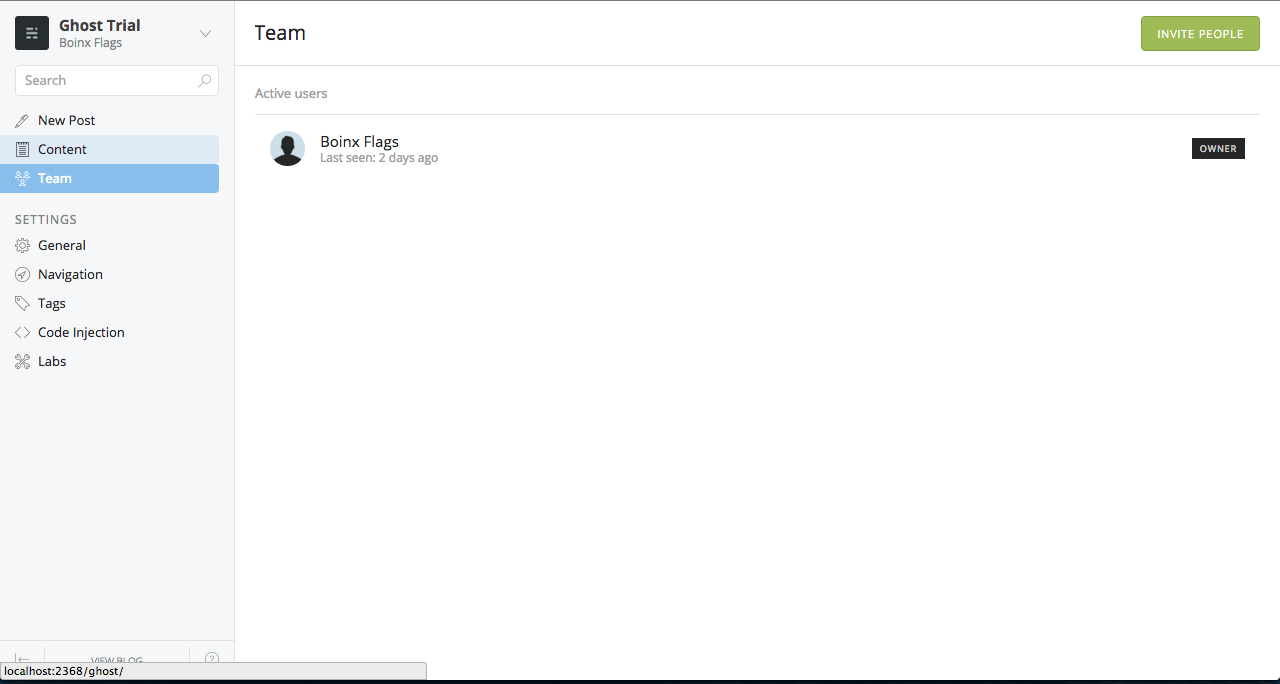 Ghost Trial
Boinx Flags
Search
New Post
Content
Team
SETTINGS
General
Navigation
Tags
Code Injection
Labs
VIEW BLOG
localhost:2368/ghost/
Team
INVITE PEOPLE
Active users
Boinx Flags
Last seen: 2 days ago
OWNER